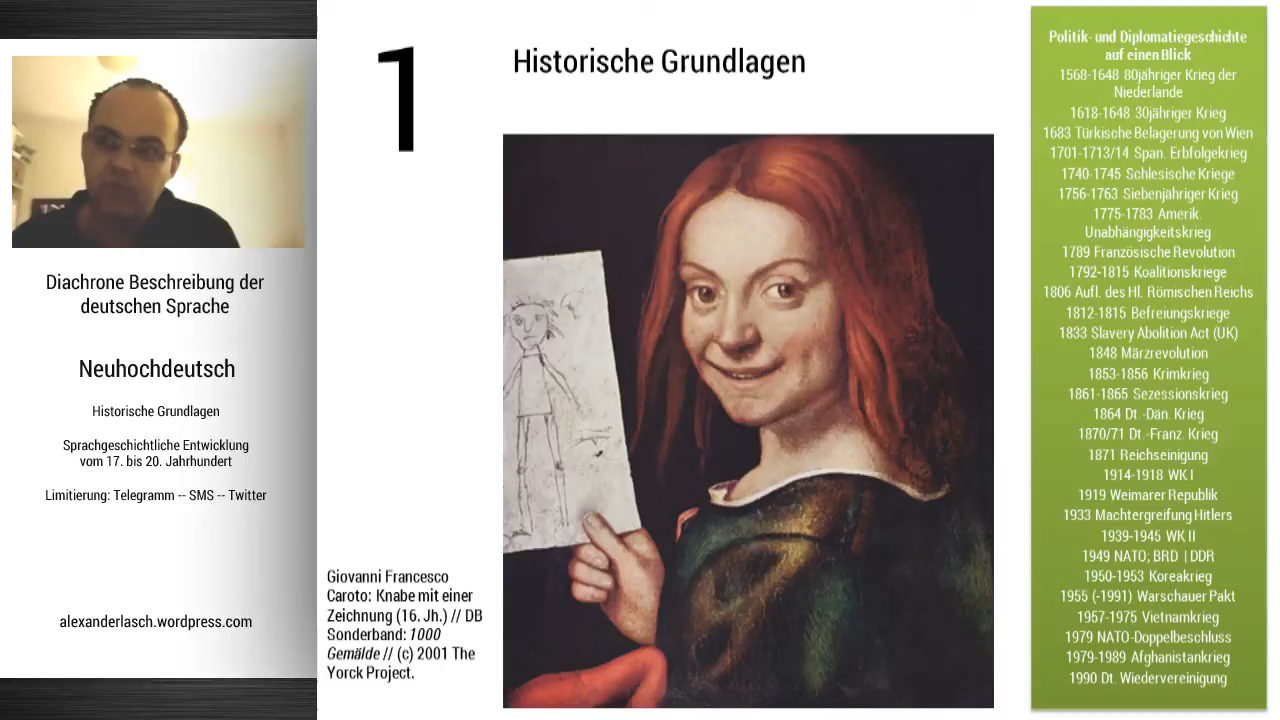 Diachrone Beschreibung der
deutschen Sprache
Neuhochdeutsch
Historische Grundlagen
Sprachgeschichtliche Entwicklung
vom 17. bis 20. Jahrhundert
Limitierung: Telegramm -- SMS -- Twitter
alexanderlasch.wordpress.com
1
Historische Grundlagen
Giovanni Francesco
Caroto: Knabe mit einer
Zeichnung (16. Jh.) // DB
Sonderband: 1000
Gemälde // (c) 2001 The
Yorck Project.
Politik- und Diplomatiegeschichte
auf einen Blick
1568-1648 80jähriger Krieg der
Niederlande
1618-1648 30jähriger Krieg
1683 Türkische Belagerung von Wien
1701-1713/14 Span. Erbfolgekrieg
1740-1745 Schlesische Kriege
1756-1763 Siebenjähriger Krieg
1775-1783 Amerik.
Unabhängigkeitskrieg
1789 Französische Revolution
1792-1815 Koalitionskriege
1806 Aufl. des Hl. Römischen Reichs
1812-1815 Befreiungskriege
1833 Slavery Abolition Act (UK)
1848 Märzrevolution
1853-1856 Krimkrieg
1861-1865 Sezessionskrieg
1864 Dt.-Dän. Krieg
1870/71 Dt.-Franz. Krieg
1871 Reichseinigung
1914-1918 WK I
1919 Weimarer Republik
1933 Machtergreifung Hitlers
1939-1945 WK II
1949 NATO; BRD | DDR
1950-1953 Koreakrieg
1955 (-1991) Warschauer Pakt
1957-1975 Vietnamkrieg
1979 NATO-Doppelbeschluss
1979-1989 Afghanistankrieg
1990 Dt. Wiedervereinigung